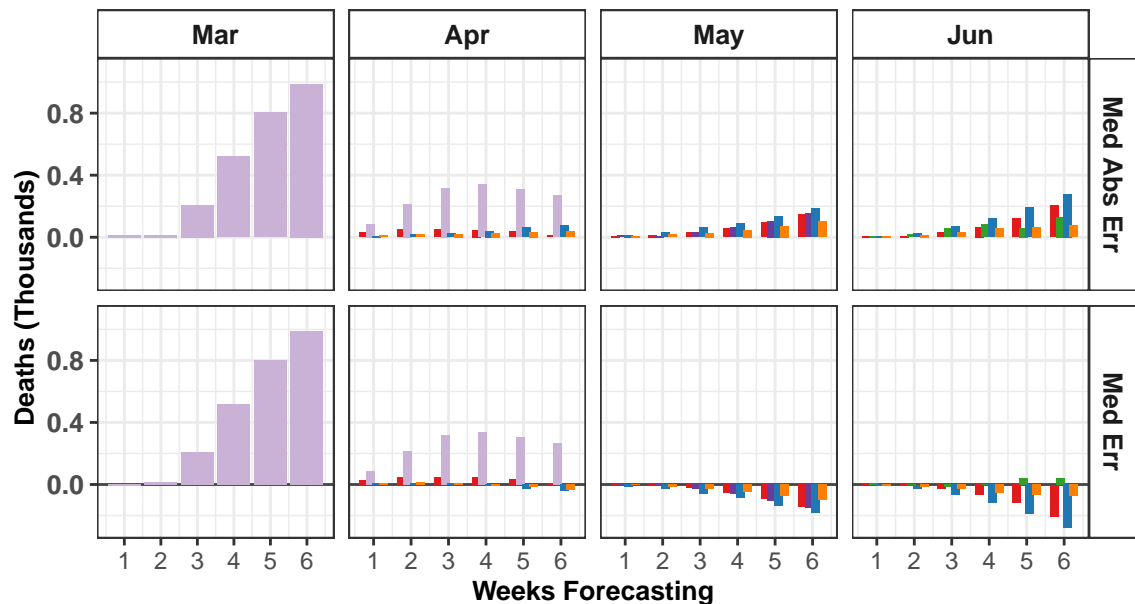 Mar Apr May Jun
Deaths (Thousands)
0.8
0.4
0.0
Med Abs Err
0.8
0.4
0.0
Med Err
1 2 3 4 5 6 1 2 3 4 5 6 1 2 3 4 5 6 1 2 3 4 5 6
Weeks Forecasting